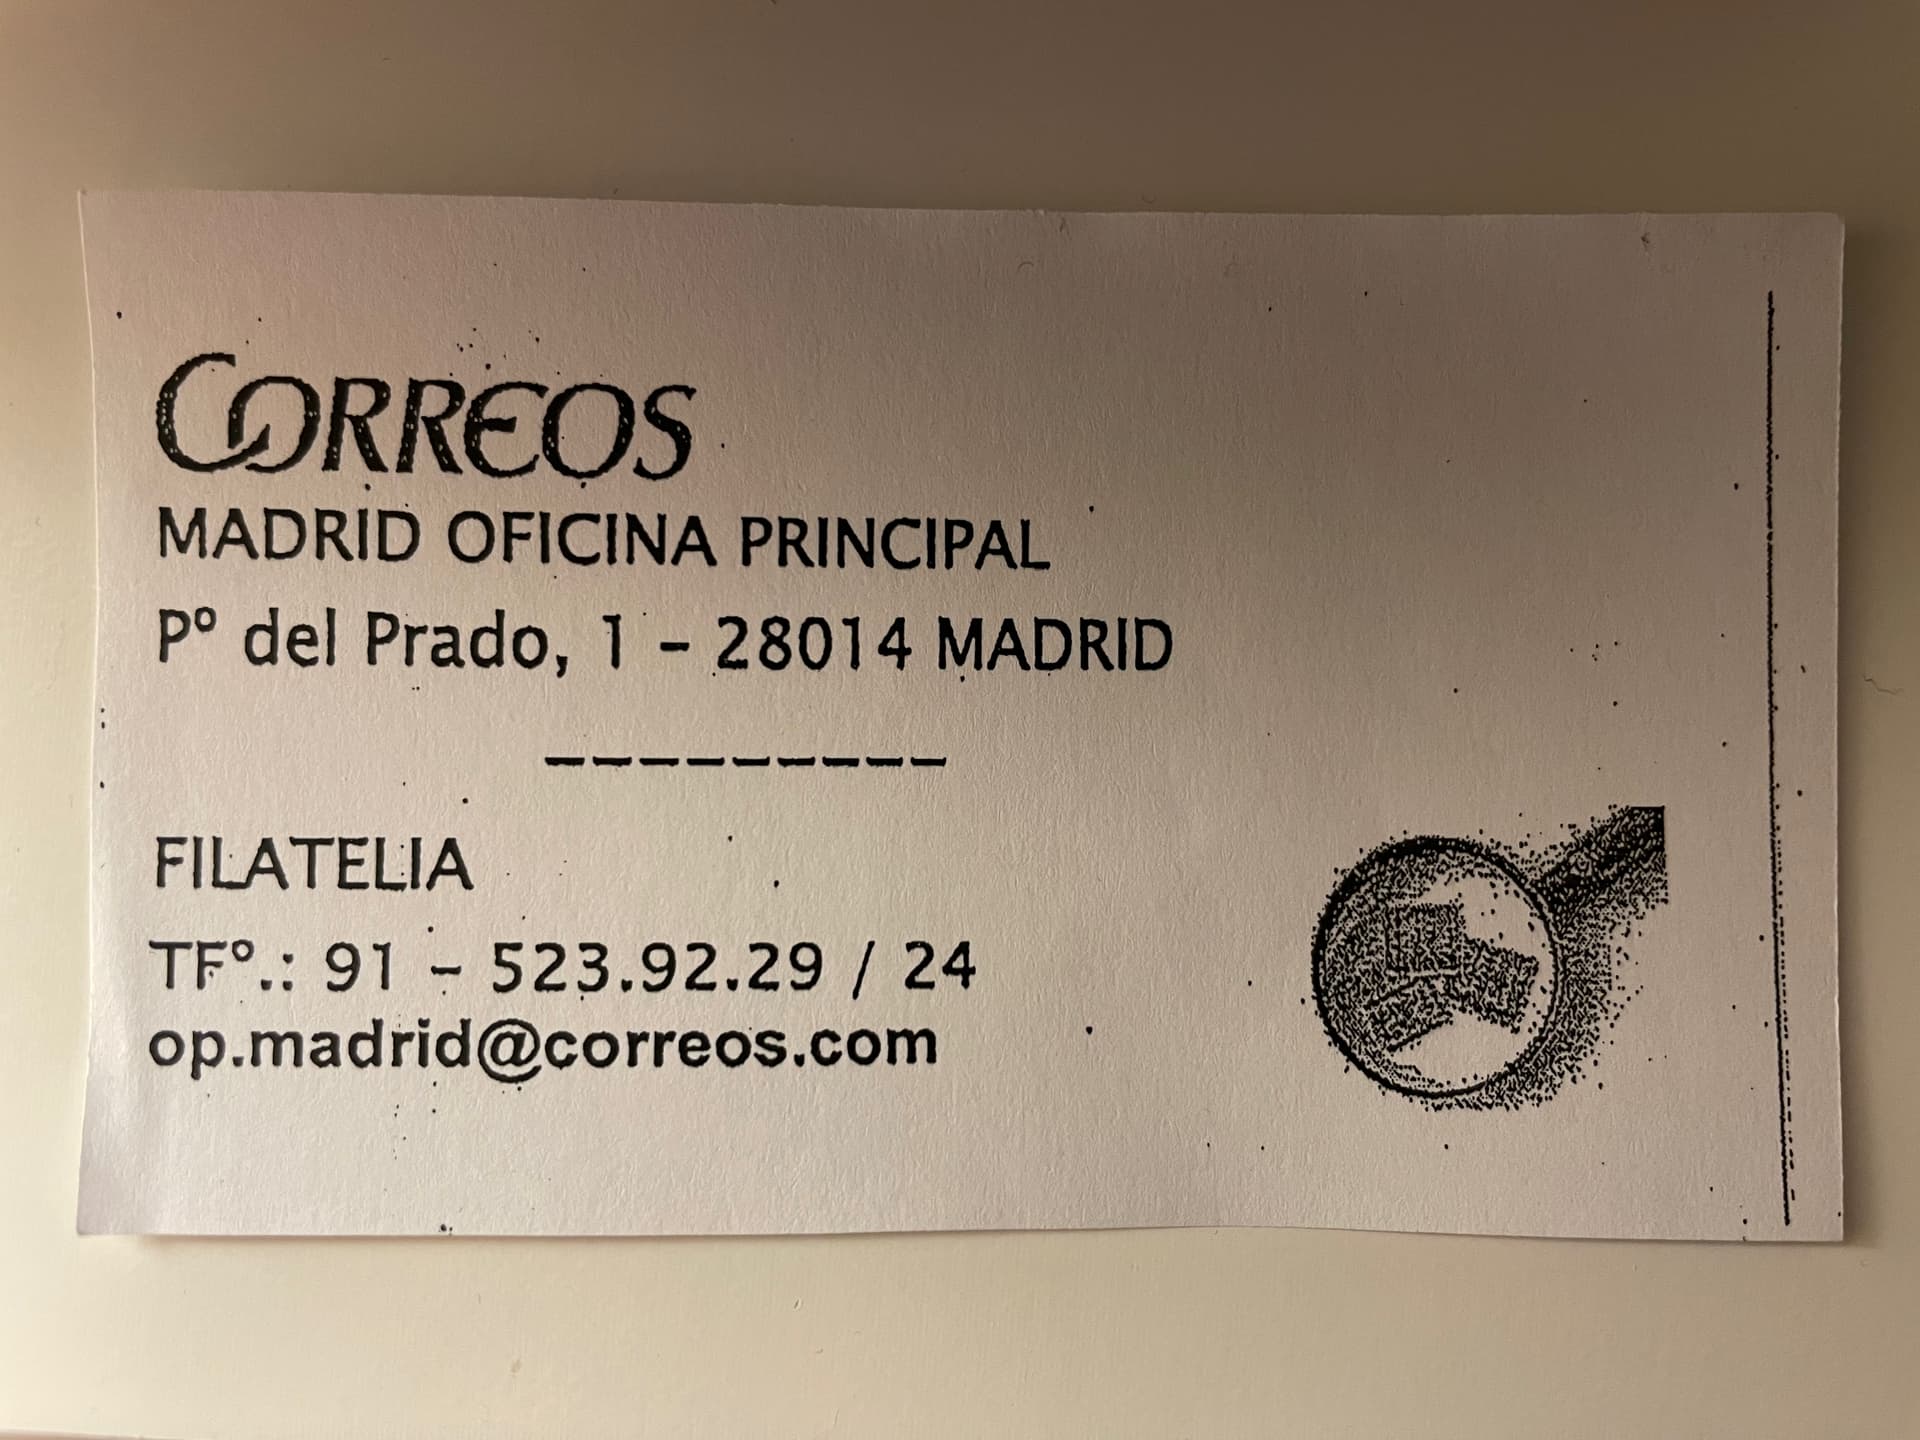 CORREOS
MADRID OFICINA PRINCIPAL
Pº del Prado, 1 – 28014 MADRID
–––––––––
FILATELIA
TFº.: 91 – 523.92.29 / 24
op.madrid@correos.com